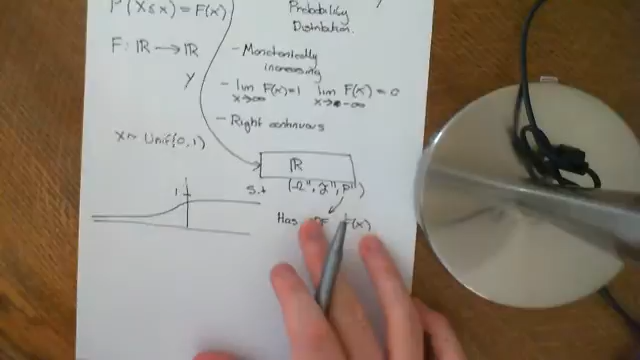 P(X≤x) = F(x)
Probability
Distribution.
F: ℝ → ℝ
- Monotonically
increasing
y
- lim x→∞ F(x)=1 lim x→-∞ F(x) = 0
- Right continuous
X ~ Unif(0,1)
ℝ
s.t (Ω", F", P")
1
Has F(x)